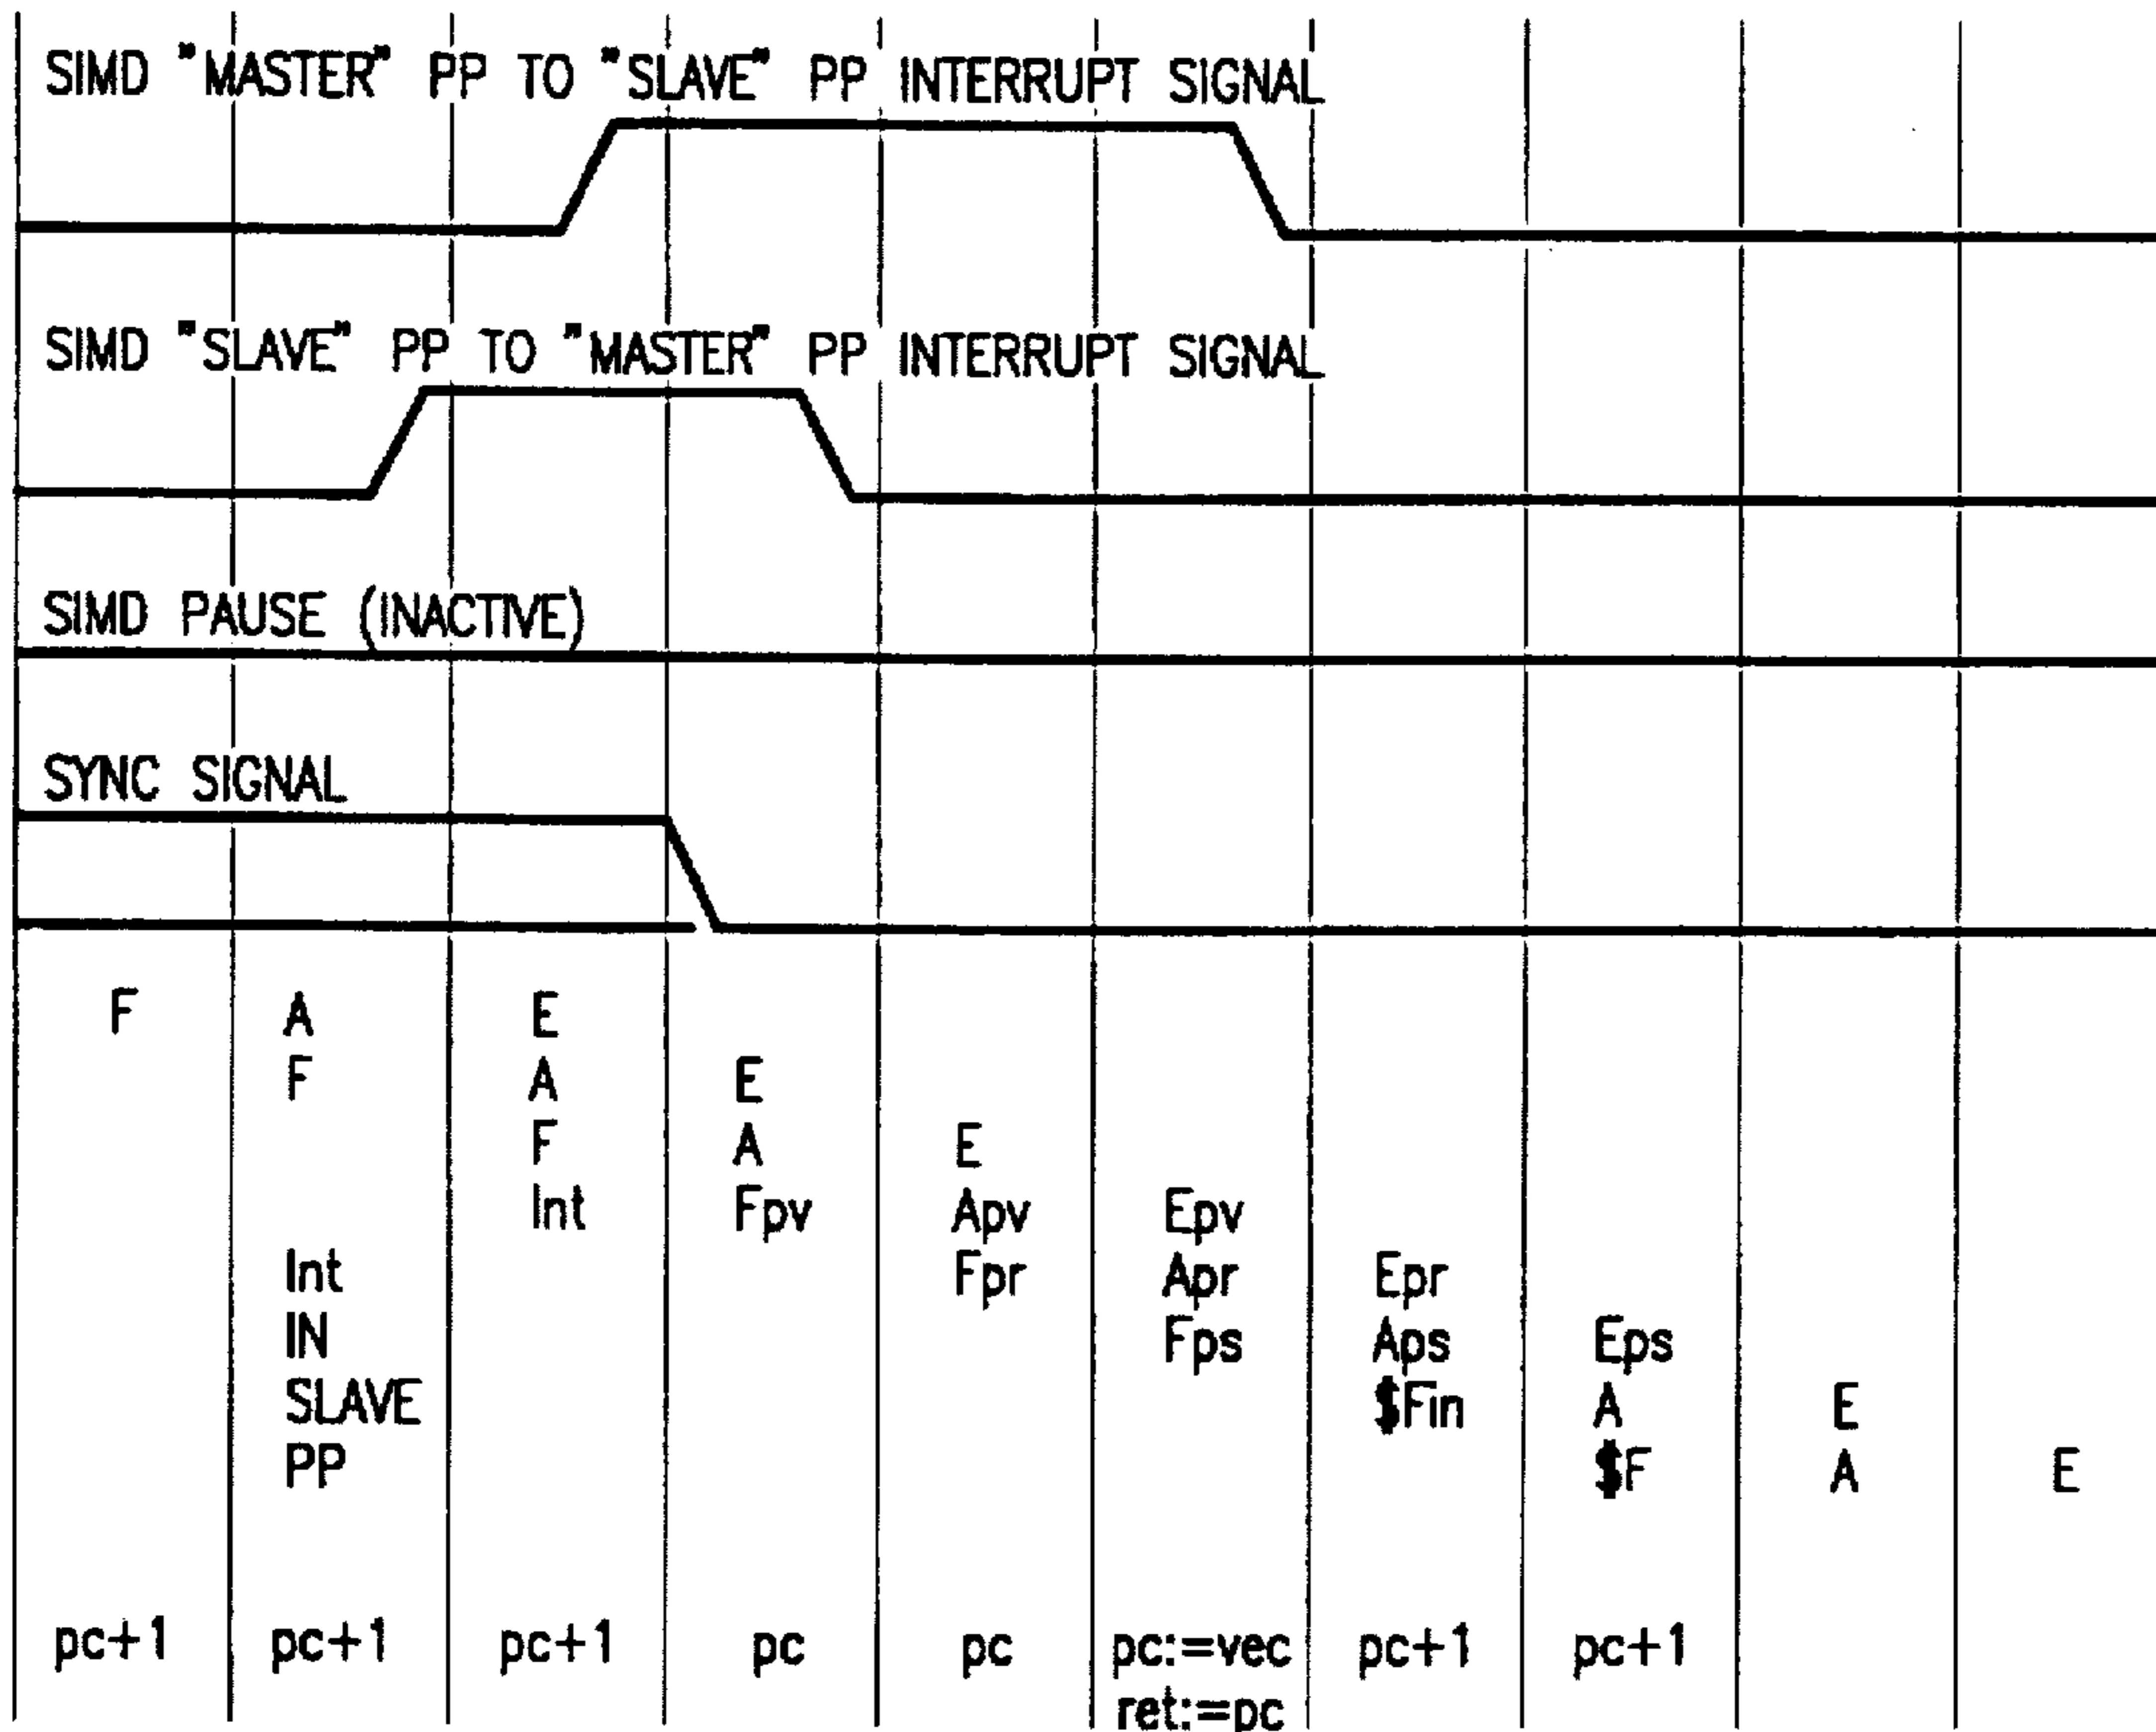 SIMD "MASTER" PP TO "SLAVE" PP INTERRUPT SIGNAL
SIMD "SLAVE" PP TO "MASTER" PP INTERRUPT SIGNAL
SIMD PAUSE (INACTIVE)
SYNC SIGNAL
F A E
F A E
F A E
Int Fpv Apv Epv
Int Fpr Apr Epr
IN Fps Aps Eps
SLAVE $Fin A E
PP $F A E
pc+1 pc+1 pc+1 pc pc pc:=vec pc+1 pc+1
ret:=pc